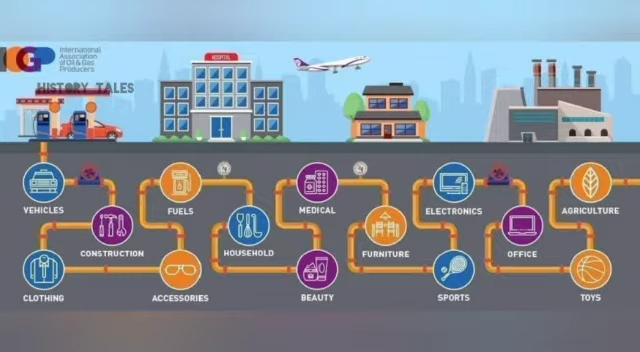 IOGP
International
Association
of Oil & Gas
Producers
HISTORY TALES
HOSPITAL
VEHICLES
FUELS
MEDICAL
ELECTRONICS
AGRICULTURE
CONSTRUCTION
HOUSEHOLD
FURNITURE
OFFICE
CLOTHING
ACCESSORIES
BEAUTY
SPORTS
TOYS